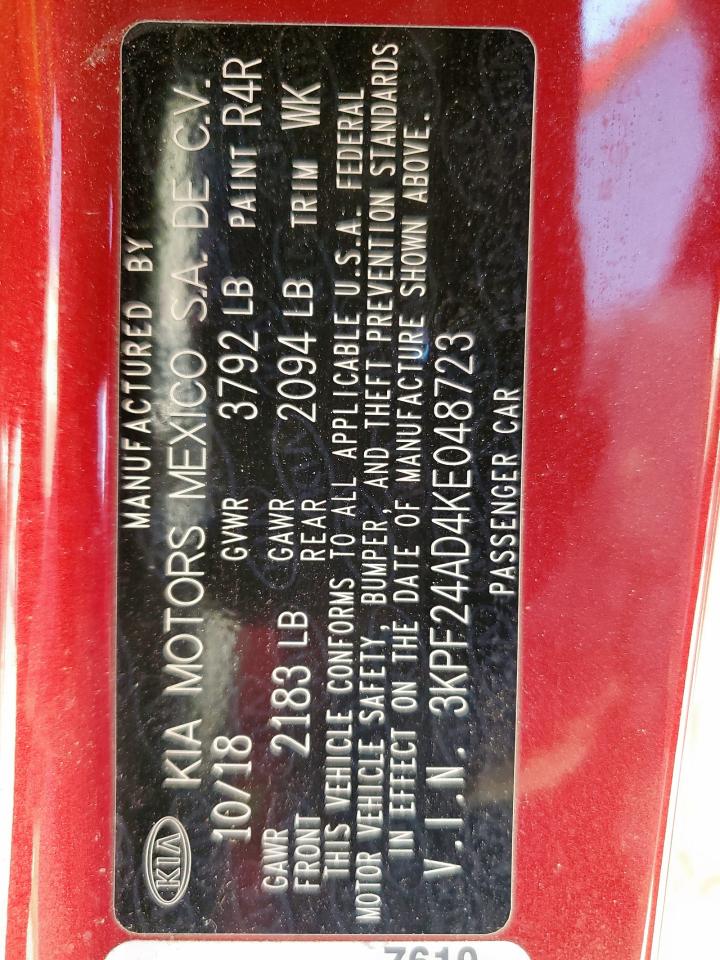 MANUFACTURED BY
KIA KIA MOTORS MEXICO S.A. DE C.V.
10/18 GVWR 3792 LB PAINT R4R
GAWR FRONT 2183 LB GAWR REAR 2094 LB TRIM WK
THIS VEHICLE CONFORMS TO ALL APPLICABLE U.S.A. FEDERAL
MOTOR VEHICLE SAFETY, BUMPER, AND THEFT PREVENTION STANDARDS
IN EFFECT ON THE DATE OF MANUFACTURE SHOWN ABOVE.
V.I.N. 3KPF24AD4KE048723
PASSENGER CAR